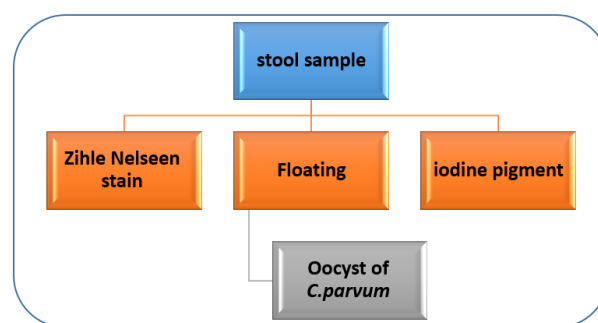 stool sample
Zihle Nelseen
stain
Floating
iodine pigment
Oocyst of
C.parvum